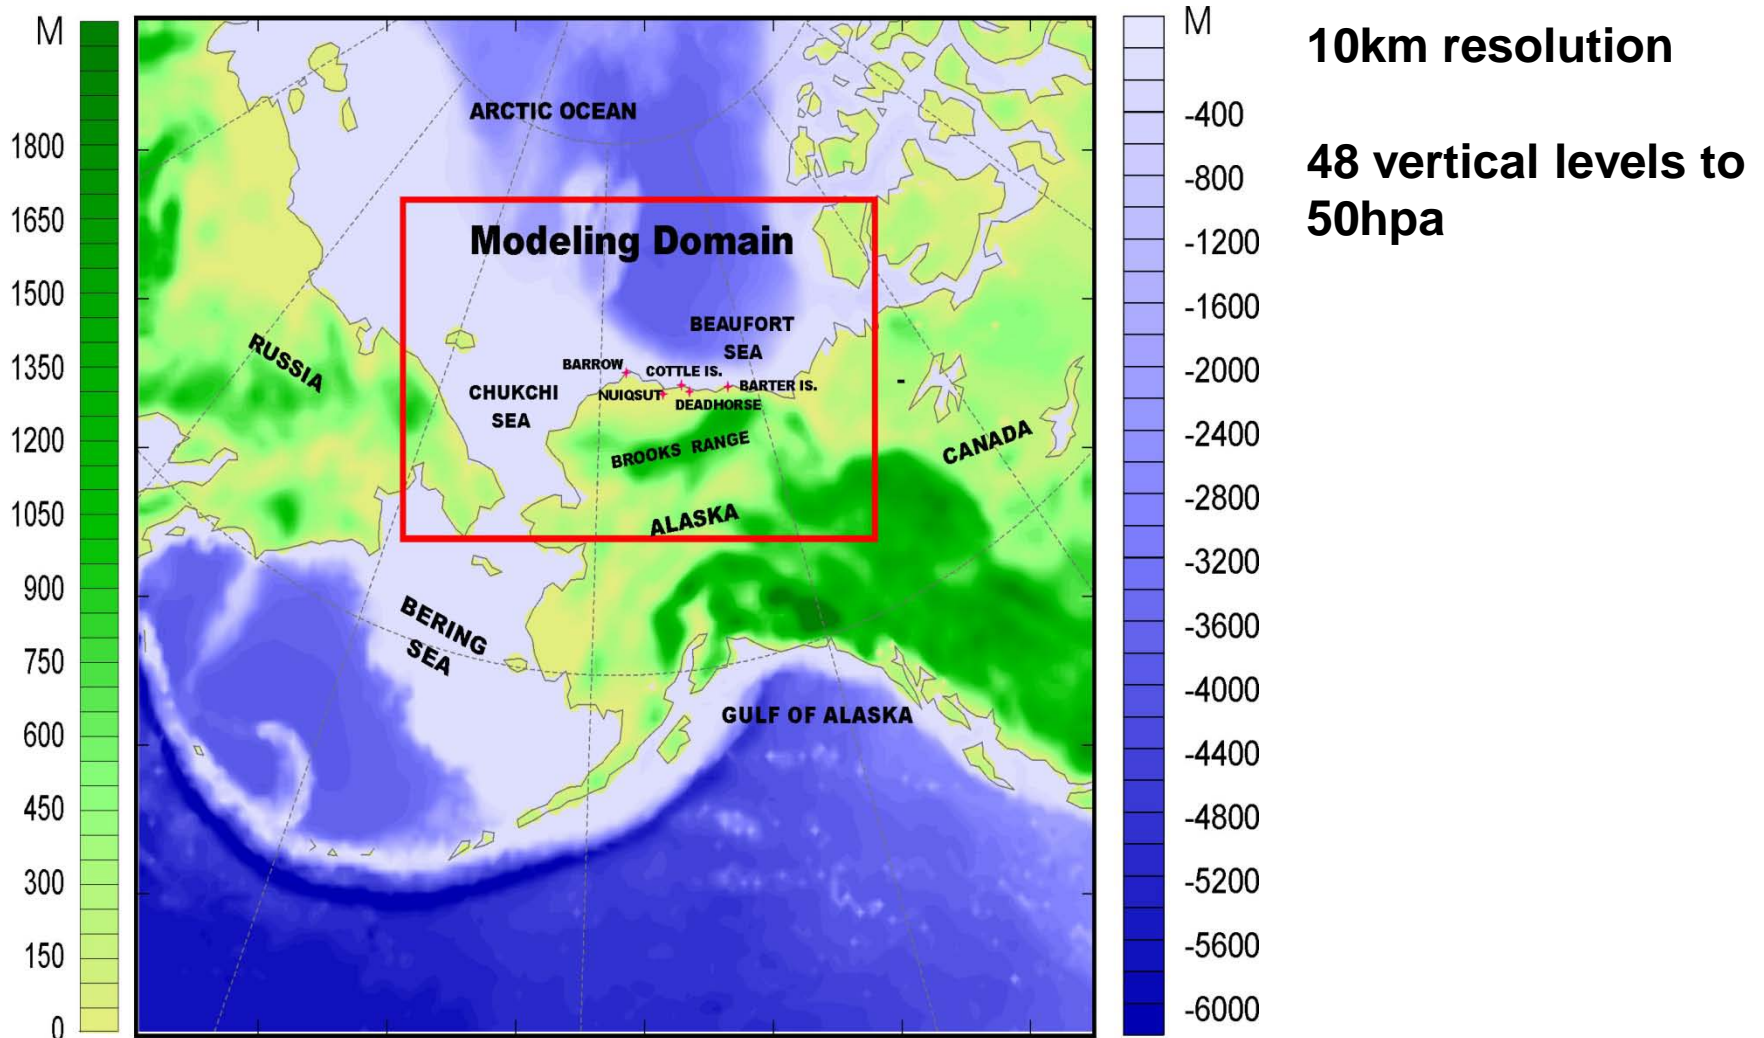 M
1800
1650
1500
1350
1200
1050
900
750
600
450
300
150
0
ARCTIC OCEAN
Modeling Domain
BEAUFORT
SEA
RUSSIA
BARROW
COTTLE IS.
CHUKCHI
SEA
NUIQSUT
BARTER IS.
DEADHORSE
BROOKS RANGE
CANADA
ALASKA
BERING
SEA
GULF OF ALASKA
M
-400
-800
-1200
-1600
-2000
-2400
-2800
-3200
-3600
-4000
-4400
-4800
-5200
-5600
-6000
10km resolution
48 vertical levels to
50hpa